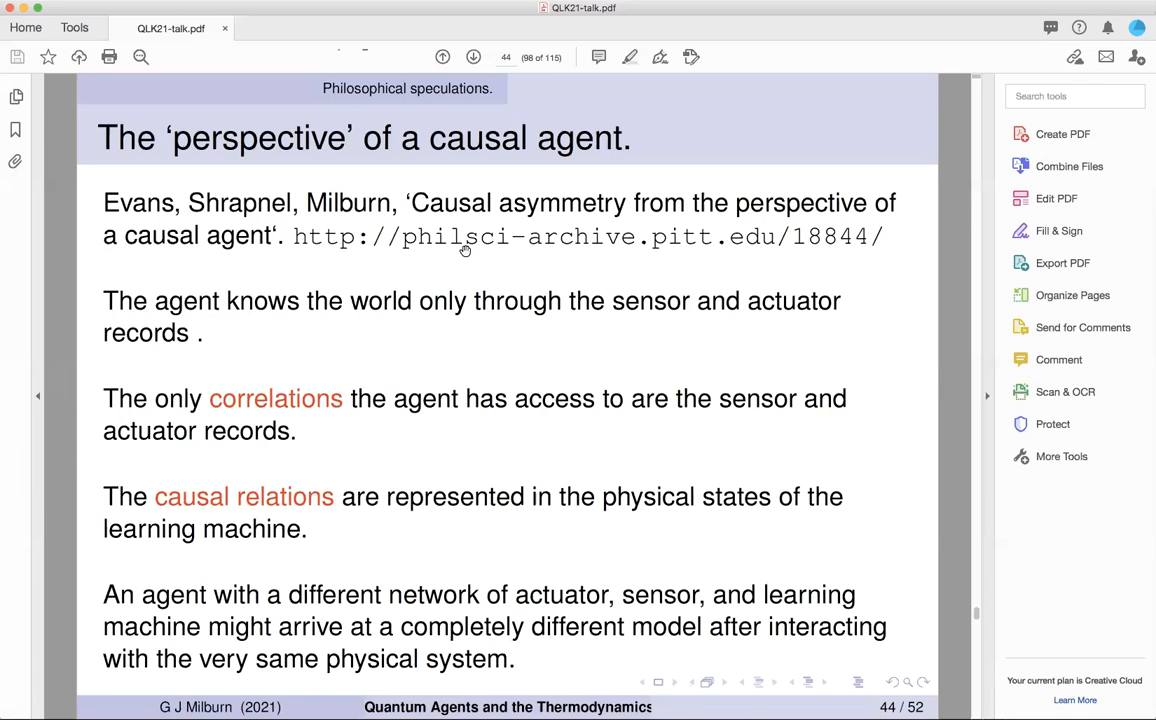 QLK21-talk.pdf
Home
Tools
QLK21-talk.pdf ×
44 (98 of 115)
Philosophical speculations.
The ‘perspective’ of a causal agent.
Evans, Shrapnel, Milburn, ‘Causal asymmetry from the perspective of
a causal agent‘. http://philsci-archive.pitt.edu/18844/
The agent knows the world only through the sensor and actuator
records .
The only correlations the agent has access to are the sensor and
actuator records.
The causal relations are represented in the physical states of the
learning machine.
An agent with a different network of actuator, sensor, and learning
machine might arrive at a completely different model after interacting
with the very same physical system.
G J Milburn (2021)
Quantum Agents and the Thermodynamics
44 / 52
Search tools
Create PDF
Combine Files
Edit PDF
Fill & Sign
Export PDF
Organize Pages
Send for Comments
Comment
Scan & OCR
Protect
More Tools
Your current plan is Creative Cloud
Learn More